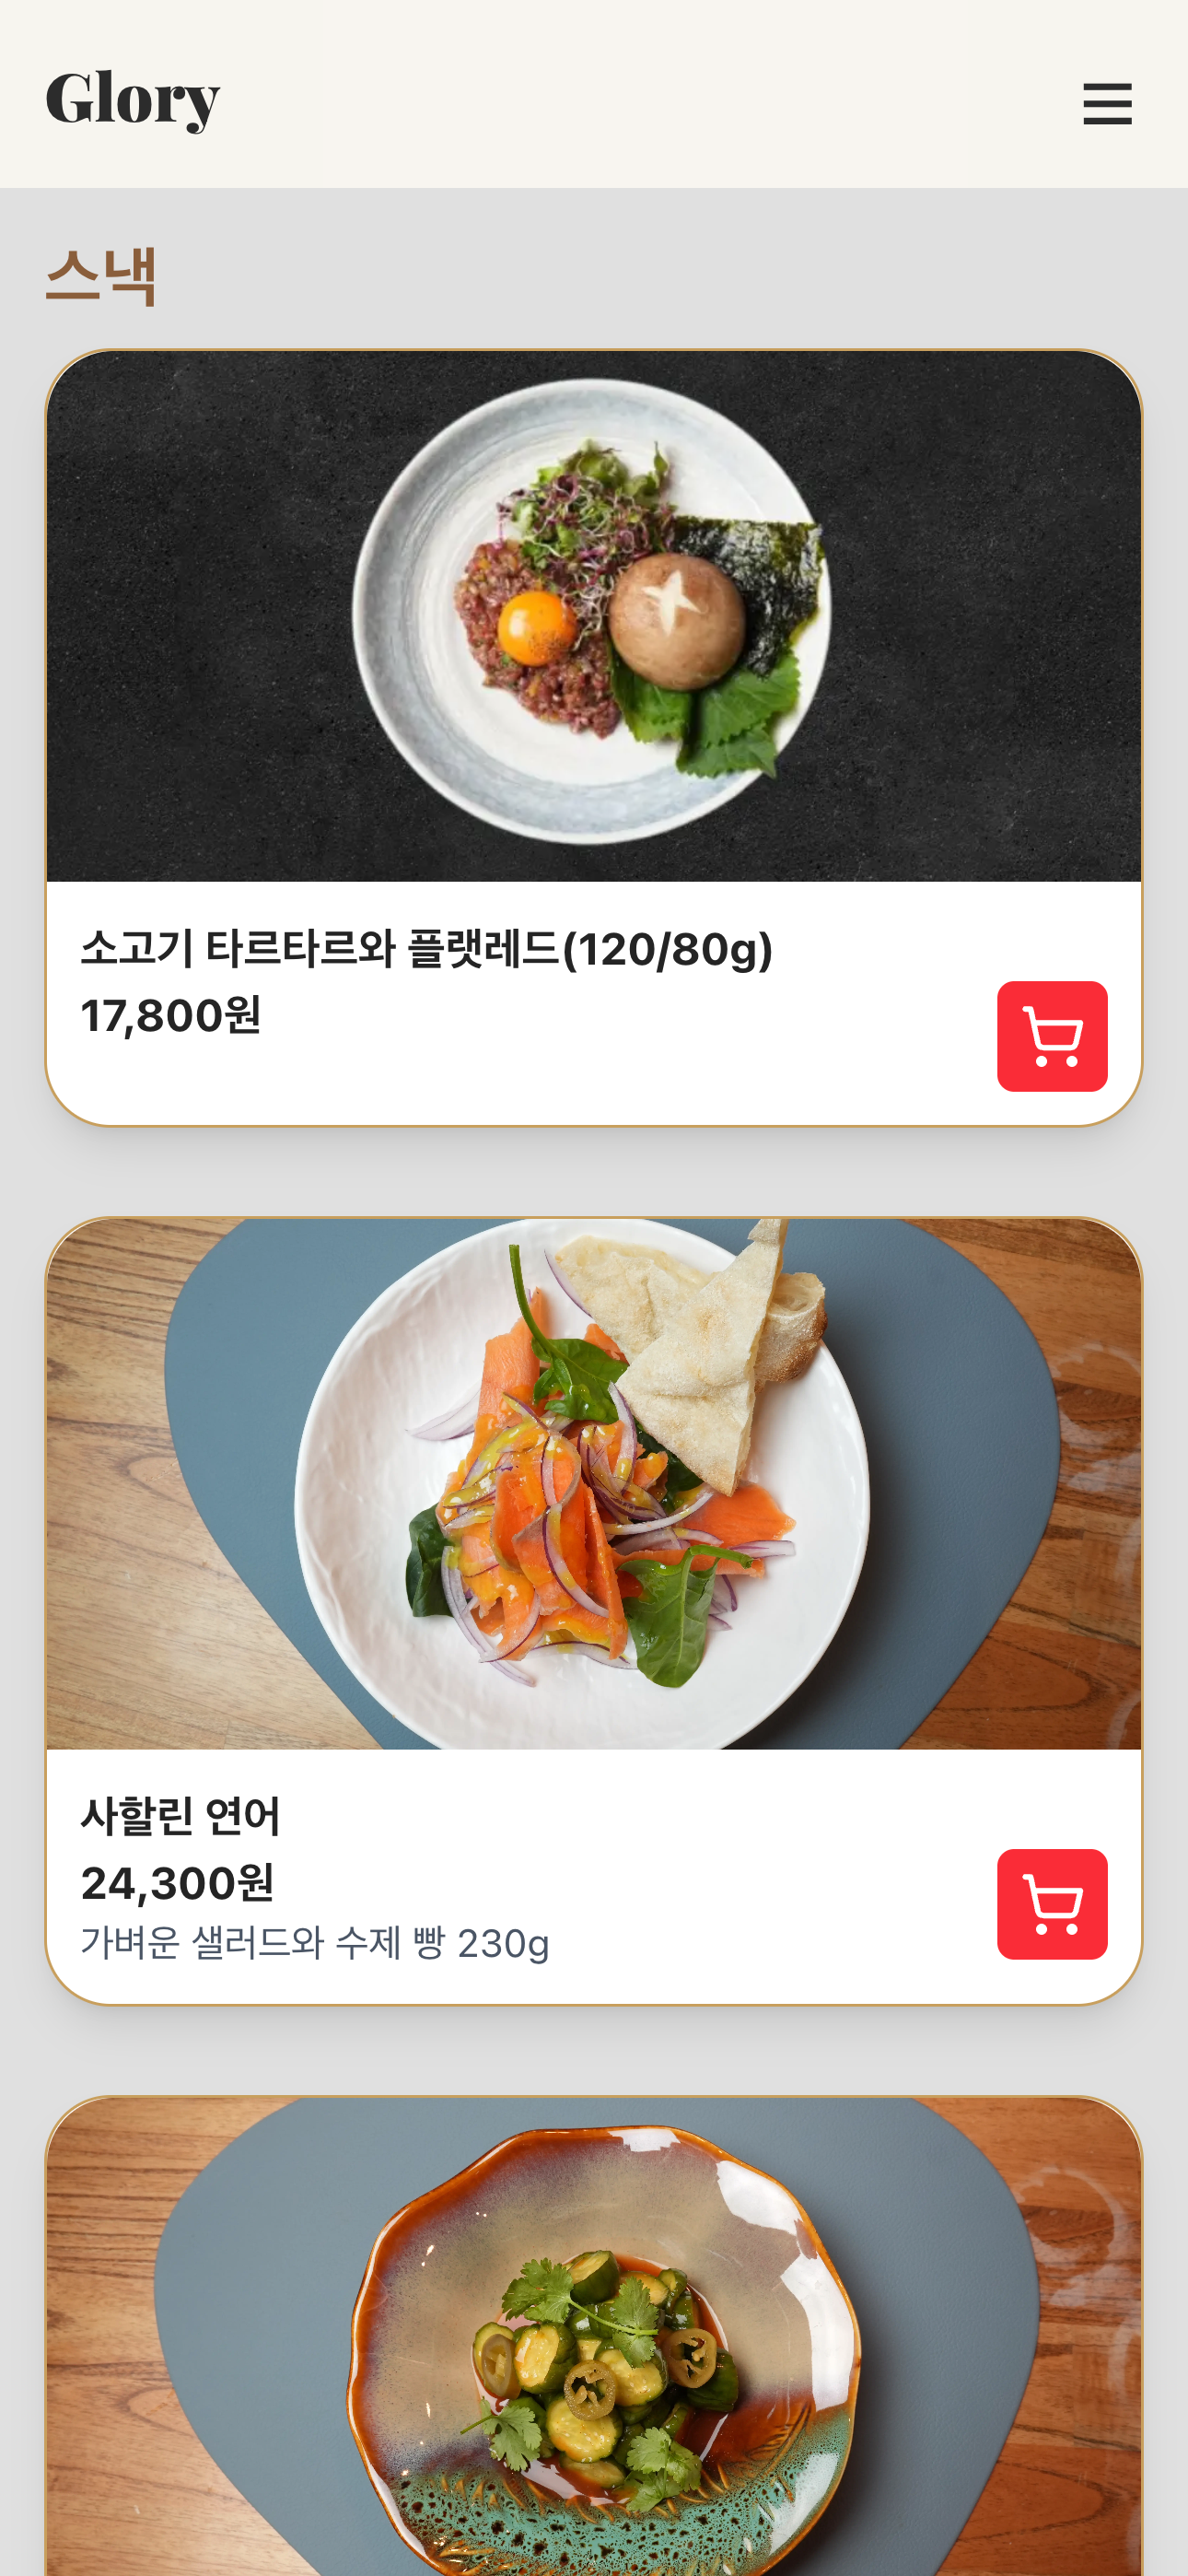 Glory
스낵
소고기 타르타르와 플랫레드(120/80g)
17,800원
사할린 연어
24,300원
가벼운 샐러드와 수제 빵 230g